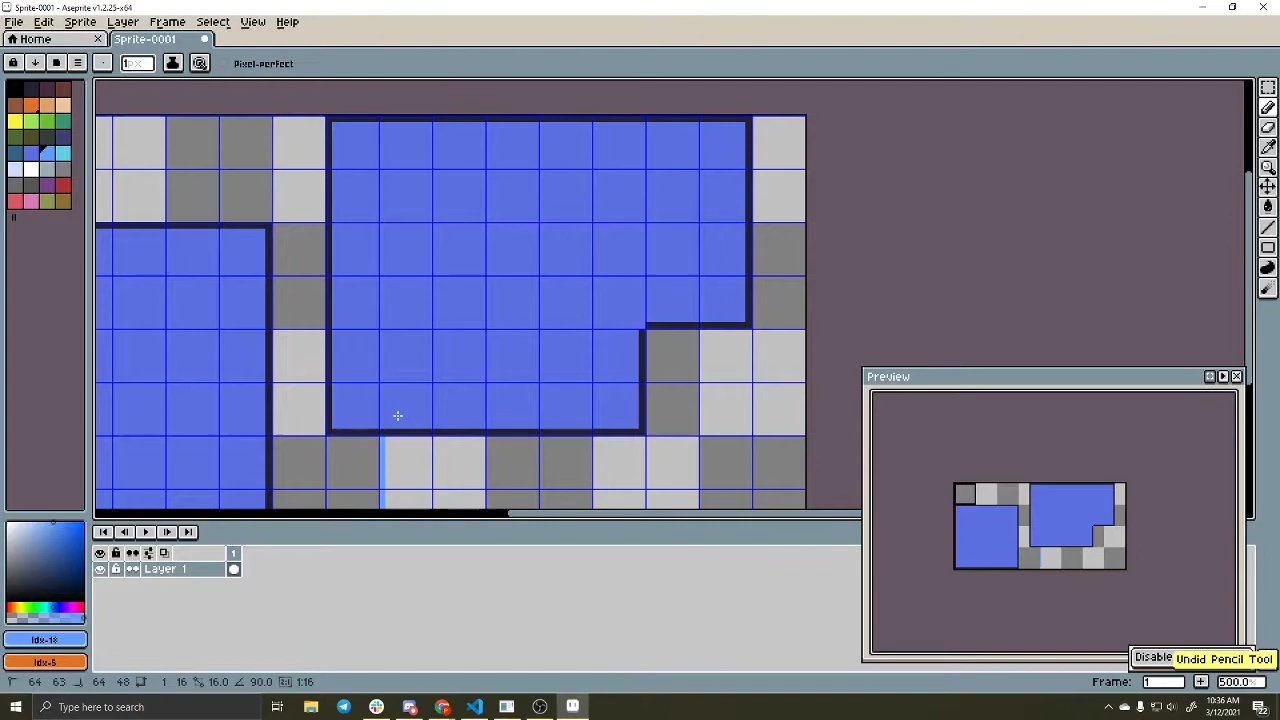 Sprite-0001 - Aseprite v1.2.25-x64
File Edit Sprite Layer Frame Select View Help
Home Sprite-0001
1px Pixel-perfect
Preview
1
Layer 1
Idx-18
Idx-5
Disable
Undid Pencil Tool
64 63 64 48 1 16 16.0 90.0 1:16
Frame: 1 500.0
Type here to search
10:36 AM
3/12/2021